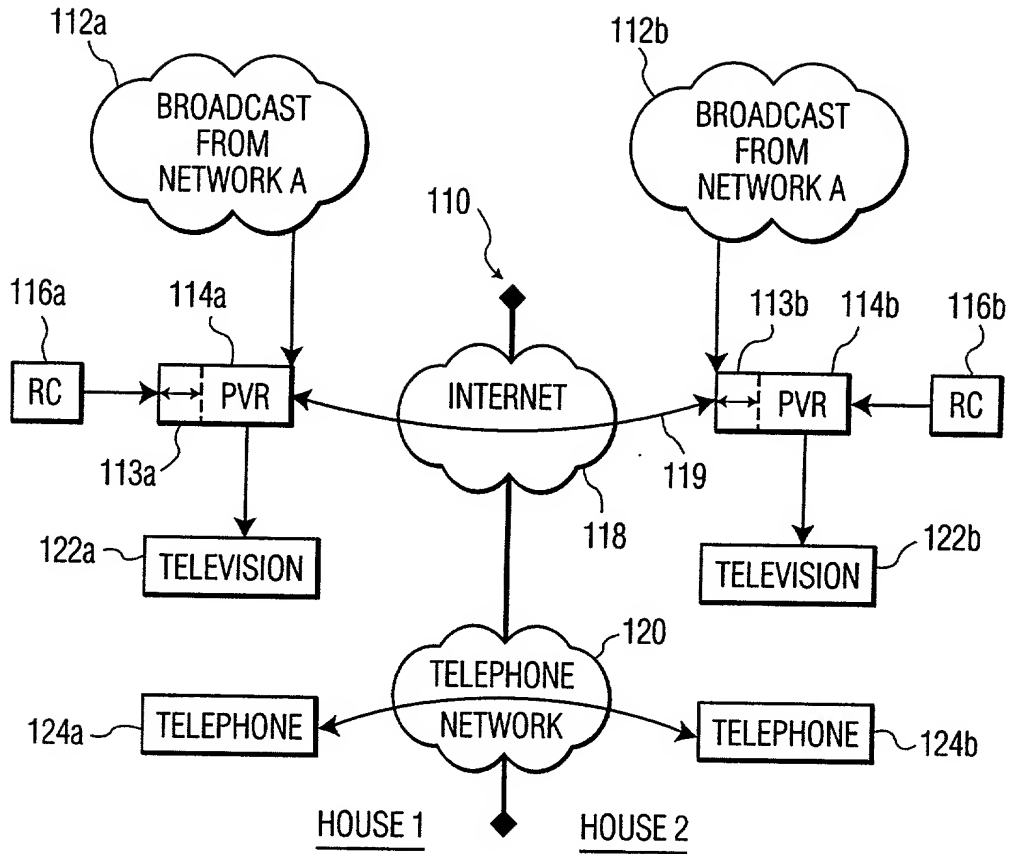 112a
112b
BROADCAST
FROM
NETWORK A
BROADCAST
FROM
NETWORK A
110
116a
114a
113b
114b
116b
RC
PVR
INTERNET
PVR
RC
113a
119
118
122a
TELEVISION
122b
TELEVISION
120
TELEPHONE
NETWORK
124a
TELEPHONE
TELEPHONE
124b
HOUSE 1
HOUSE 2